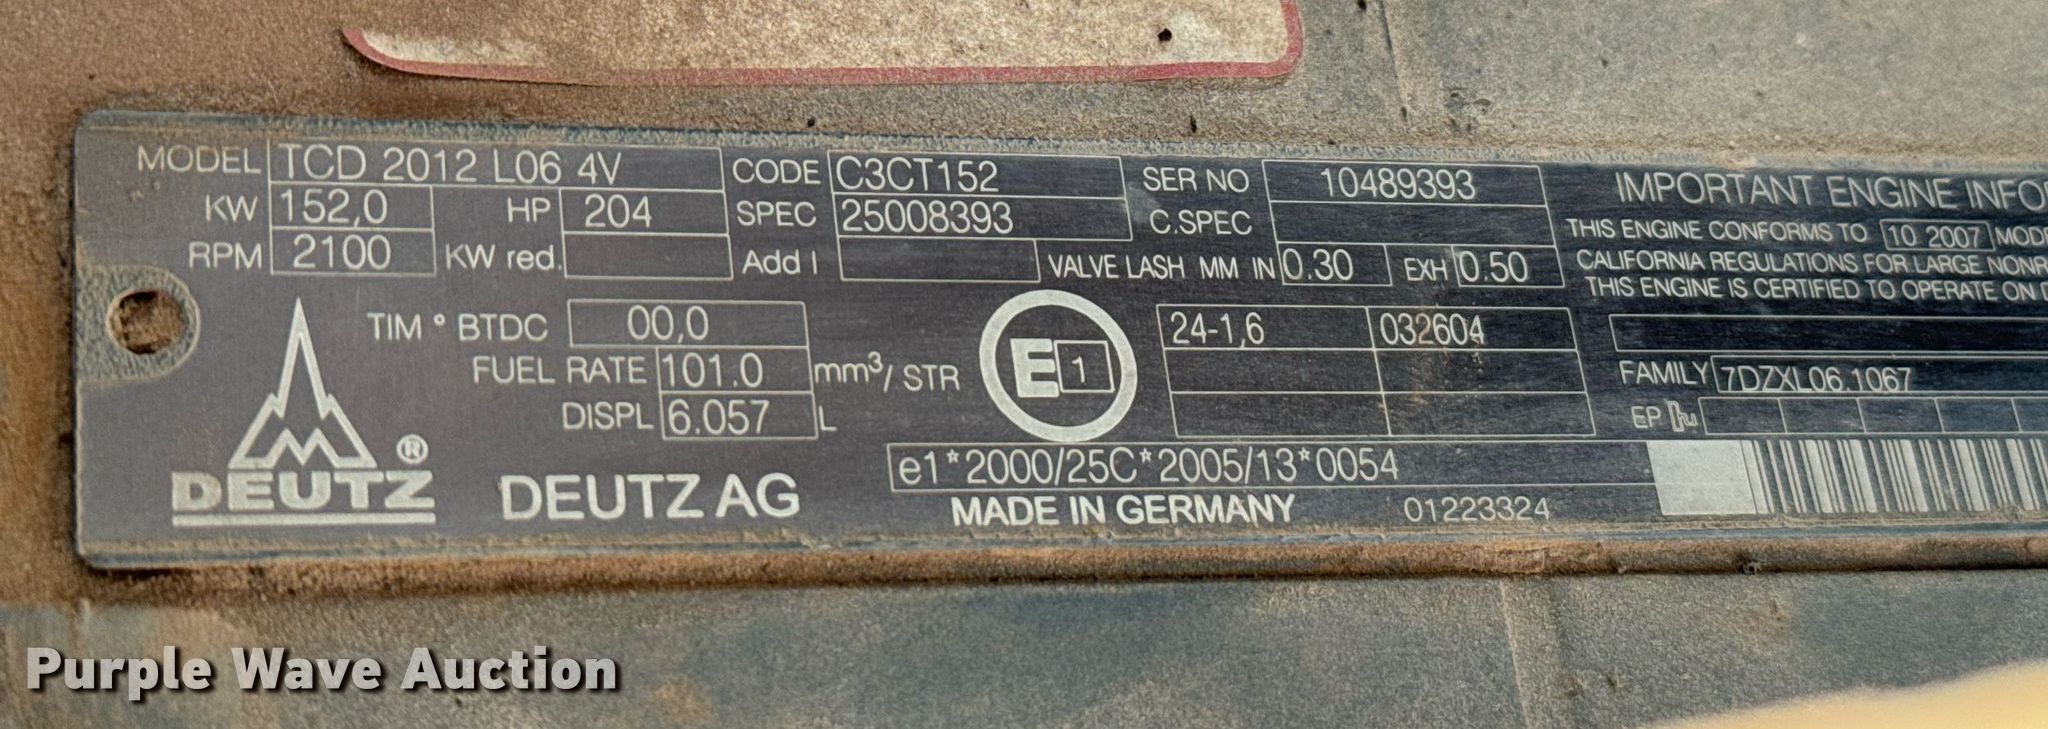 MODEL TCD 2012 L06 4V CODE C3CT152 SER NO 10489393
KW 152,0 HP 204 SPEC 25008393 C.SPEC
RPM 2100 KW red. Add I VALVE LASH MM IN 0.30 EXH 0.50
TIM ° BTDC 00,0
FUEL RATE 101.0 mm³/ STR
DISPL 6.057 L
E 1
24-1,6 032604
e1*2000/25C*2005/13*0054
DEUTZ ®
DEUTZ AG
MADE IN GERMANY 01223324
IMPORTANT ENGINE
THIS ENGINE CONFORMS TO 10 2007
CALIFORNIA REGULATIONS FOR LARGE
THIS ENGINE IS CERTIFIED TO OPERATE ON
FAMILY 7DZXL06.1067
EP
Purple Wave Auction